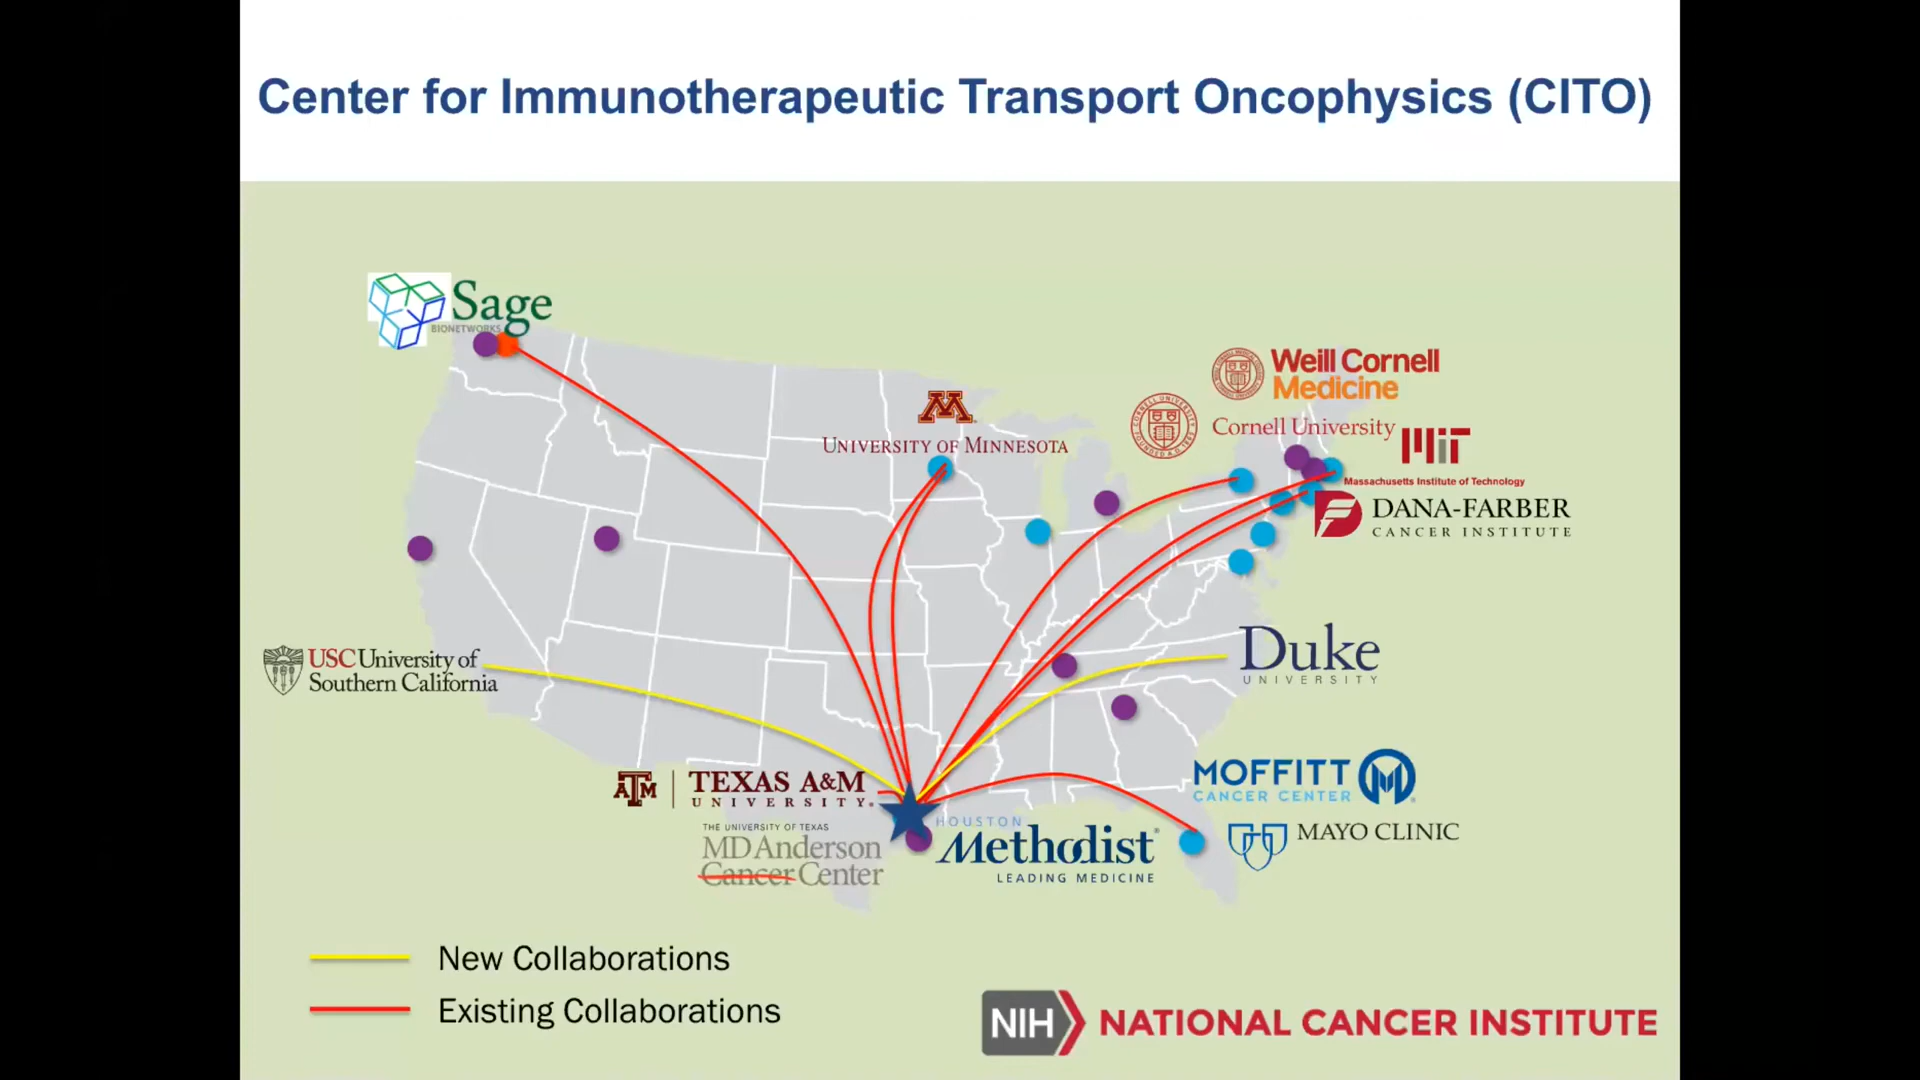 Center for Immunotherapeutic Transport Oncophysics (CITO)
Sage
BIONETWORKS
Weill Cornell
Medicine
M
UNIVERSITY OF MINNESOTA
Cornell University
MIT
Massachusetts Institute of Technology
DANA-FARBER
CANCER INSTITUTE
USC University of
Southern California
Duke
UNIVERSITY
MOFFITT
CANCER CENTER
ATM TEXAS A&M
UNIVERSITY
THE UNIVERSITY OF TEXAS
MD Anderson
Cancer Center
HOUSTON
Methodist
LEADING MEDICINE
MAYO CLINIC
New Collaborations
Existing Collaborations
NIH NATIONAL CANCER INSTITUTE